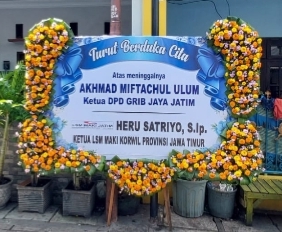 Turut Berduka Cita
Atas meninggalnya
AKHMAD MIFTACHUL ULUM
Ketua DPD GRIB JAYA JATIM
HERU SATRIYO, S.Ip.
KETUA LSM MAKI KORWIL PROVINSI JAWA TIMUR